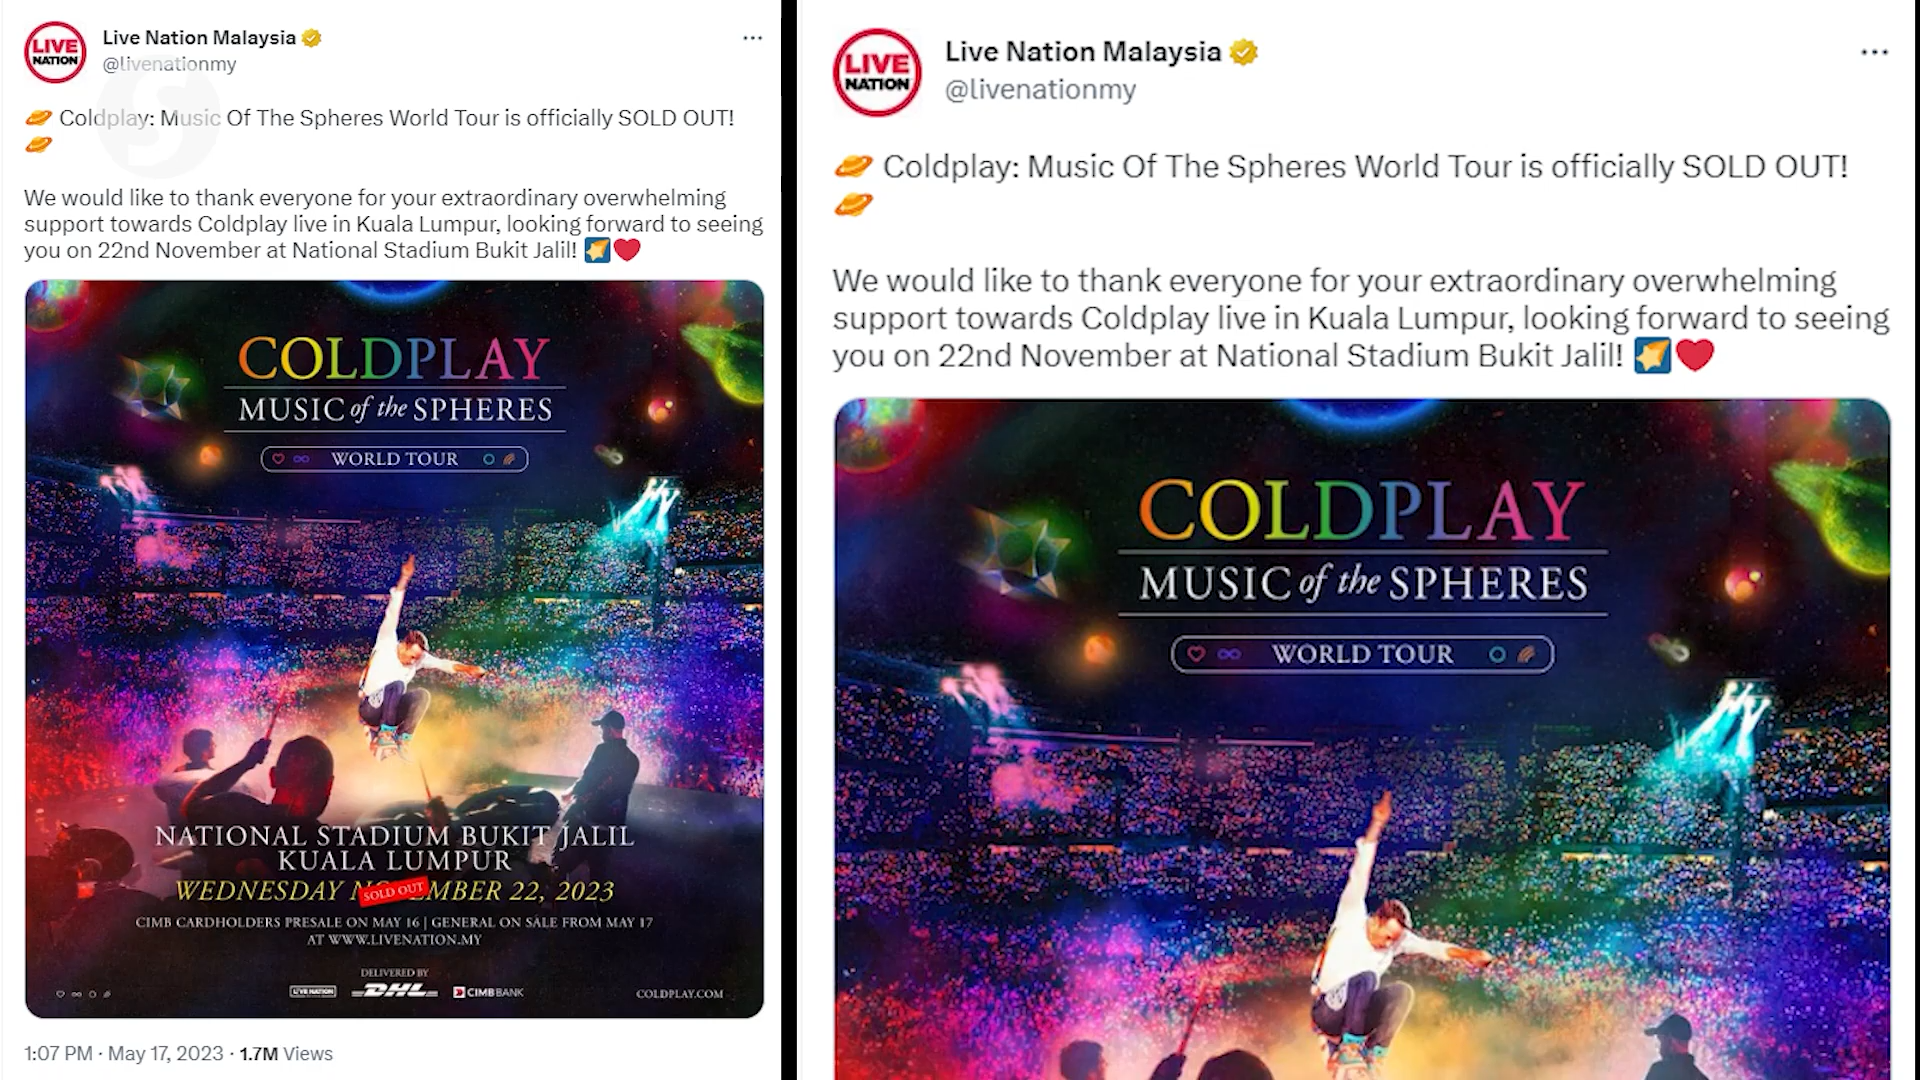 LIVE NATION
Live Nation Malaysia
@livenationmy
Coldplay: Music Of The Spheres World Tour is officially SOLD OUT!
We would like to thank everyone for your extraordinary overwhelming
support towards Coldplay live in Kuala Lumpur, looking forward to seeing
you on 22nd November at National Stadium Bukit Jalil!
COLDPLAY
MUSIC of the SPHERES
WORLD TOUR
NATIONAL STADIUM BUKIT JALIL
KUALA LUMPUR
WEDNESDAY NOVEMBER 22, 2023
SOLD OUT
CIMB CARDHOLDERS PRESALE ON MAY 16 | GENERAL ON SALE FROM MAY 17
AT WWW.LIVENATION.MY
DELIVERED BY
LIVE NATION DHL CIMB BANK
COLDPLAY.COM
1:07 PM · May 17, 2023 · 1.7M Views
LIVE NATION
Live Nation Malaysia
@livenationmy
Coldplay: Music Of The Spheres World Tour is officially SOLD OUT!
We would like to thank everyone for your extraordinary overwhelming
support towards Coldplay live in Kuala Lumpur, looking forward to seeing
you on 22nd November at National Stadium Bukit Jalil!
COLDPLAY
MUSIC of the SPHERES
WORLD TOUR